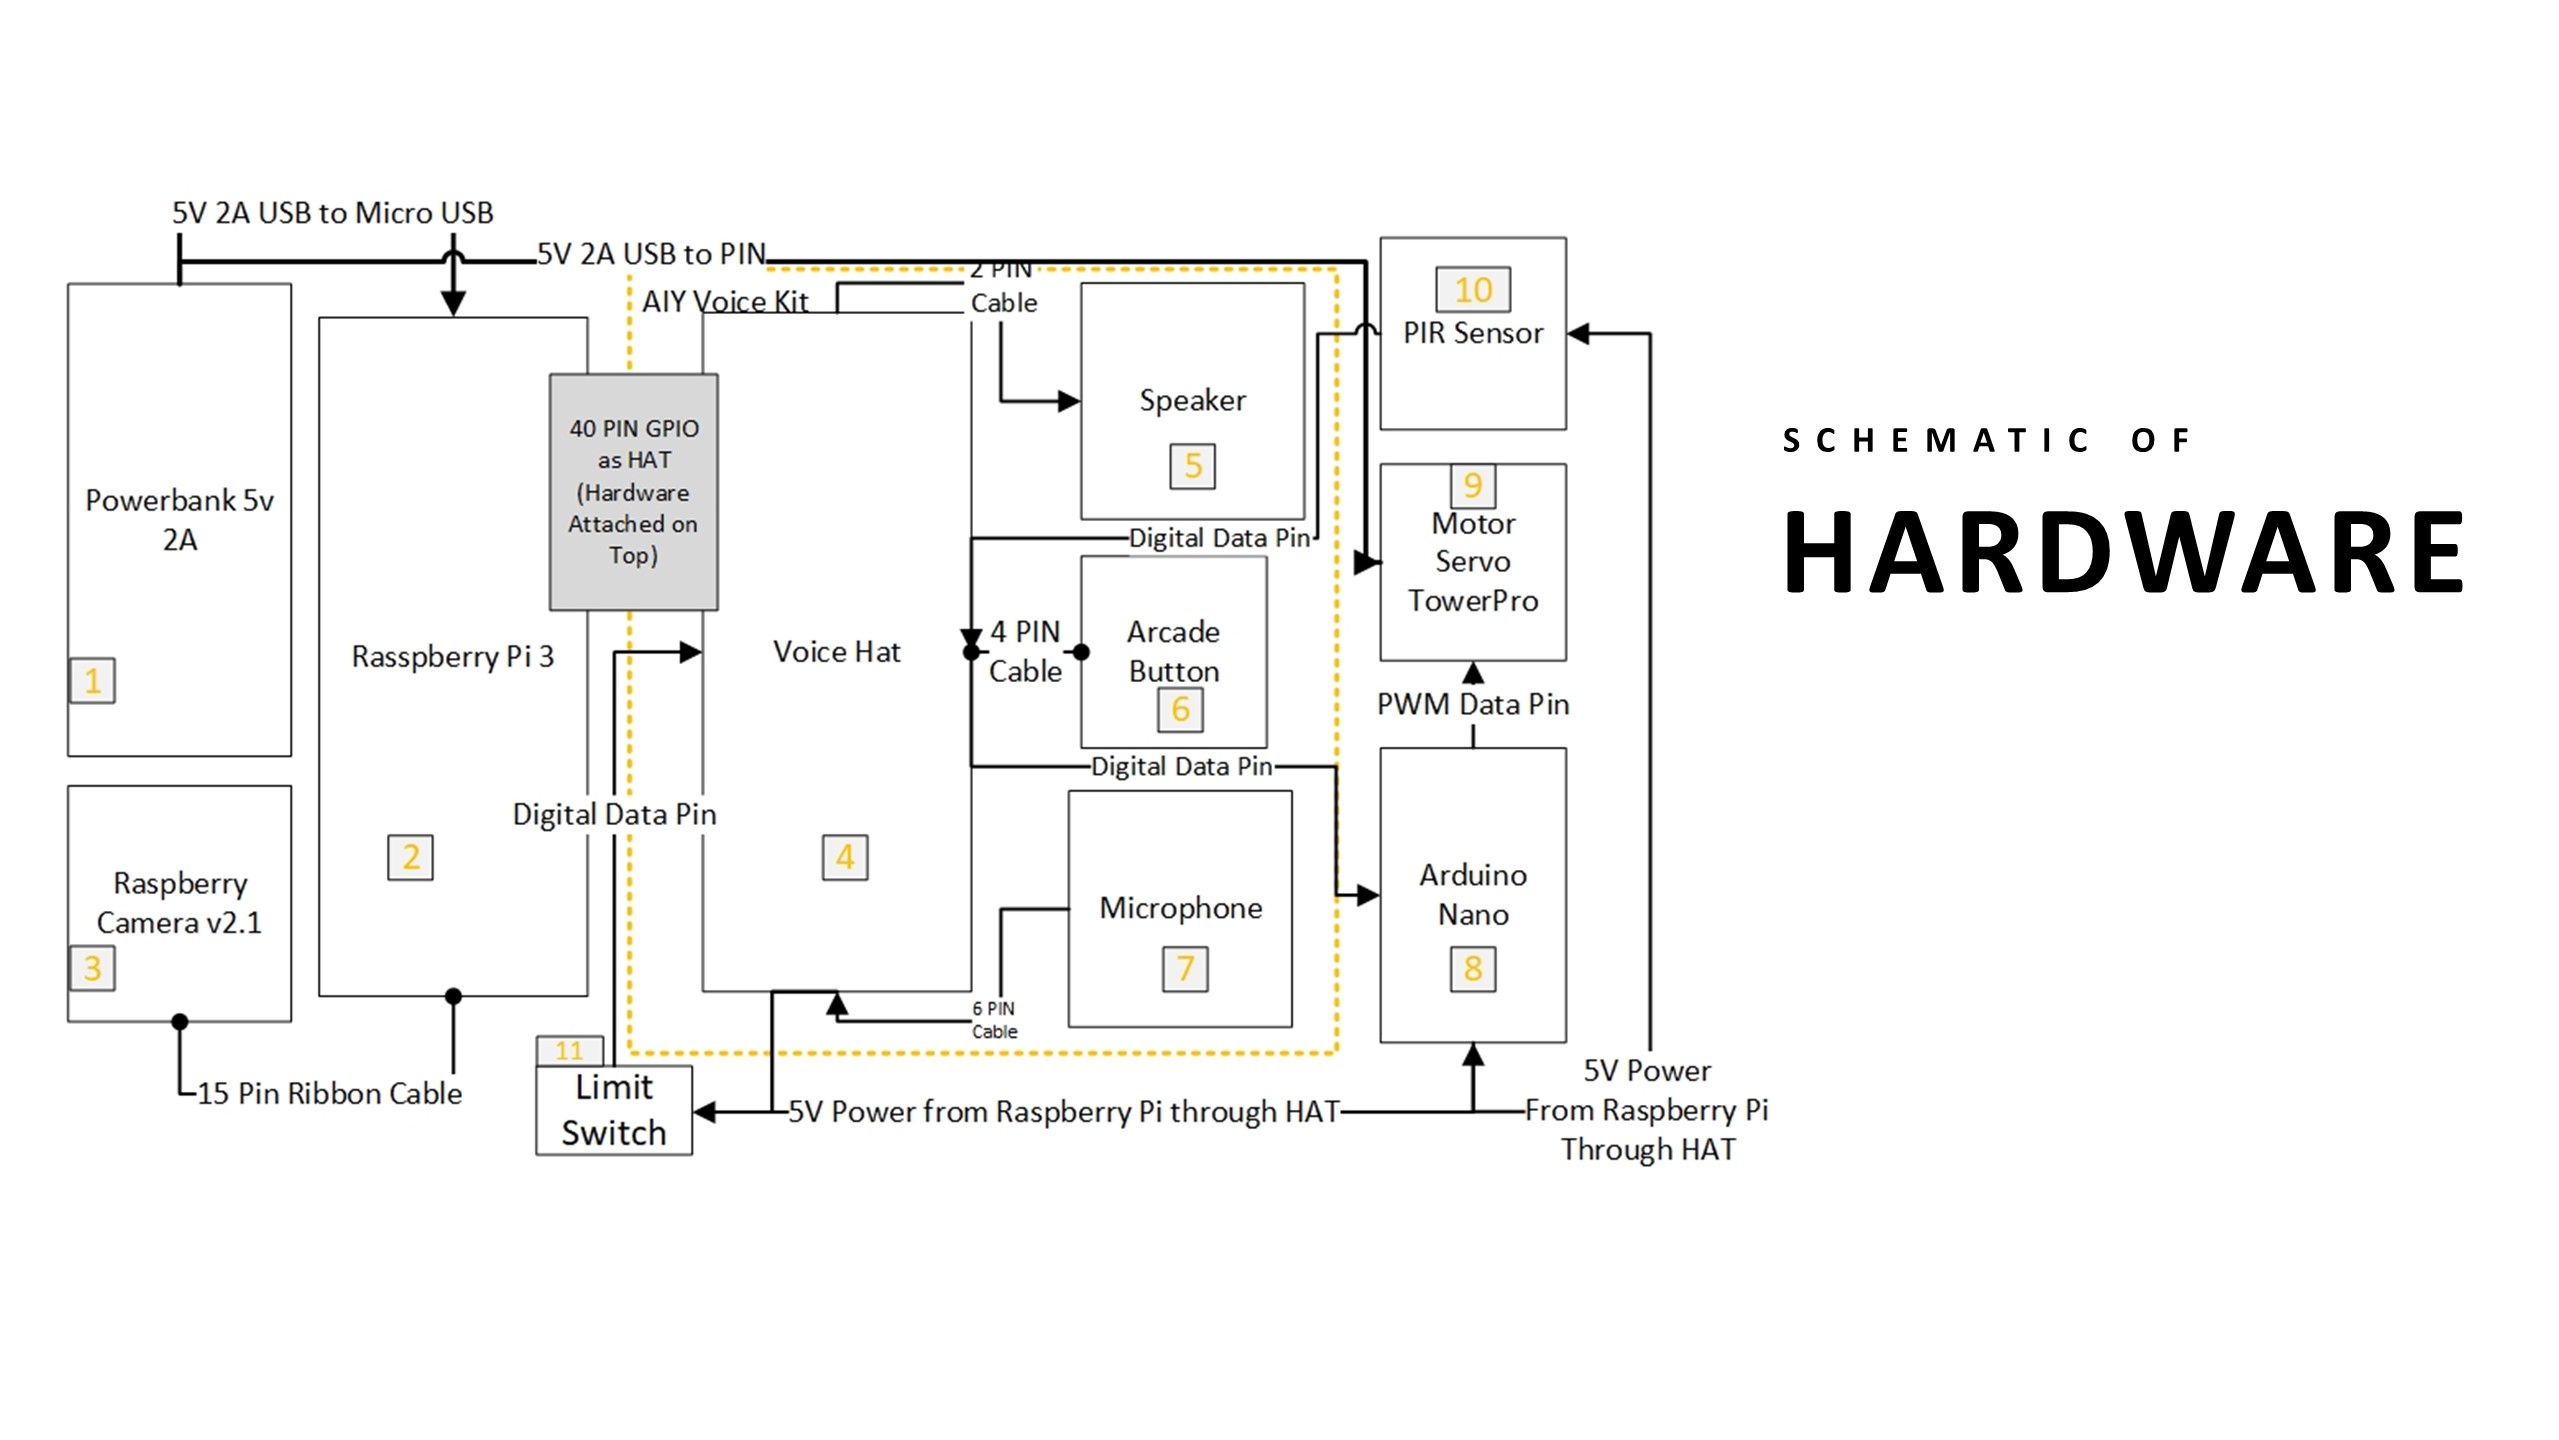 5V 2A USB to Micro USB
5V 2A USB to PIN
2 PIN
Cable
AIY Voice Kit
Powerbank 5v
2A
1
Raspberry
Camera v2.1
3
15 Pin Ribbon Cable
Rasspberry Pi 3
2
40 PIN GPIO
as HAT
(Hardware
Attached on
Top)
Digital Data Pin
Voice Hat
4
Speaker
5
Digital Data Pin
4 PIN
Cable
Arcade
Button
6
Digital Data Pin
Microphone
7
6 PIN
Cable
11
Limit
Switch
5V Power from Raspberry Pi through HAT
10
PIR Sensor
9
Motor
Servo
TowerPro
PWM Data Pin
Arduino
Nano
8
5V Power
From Raspberry Pi
Through HAT
SCHEMATIC OF
HARDWARE